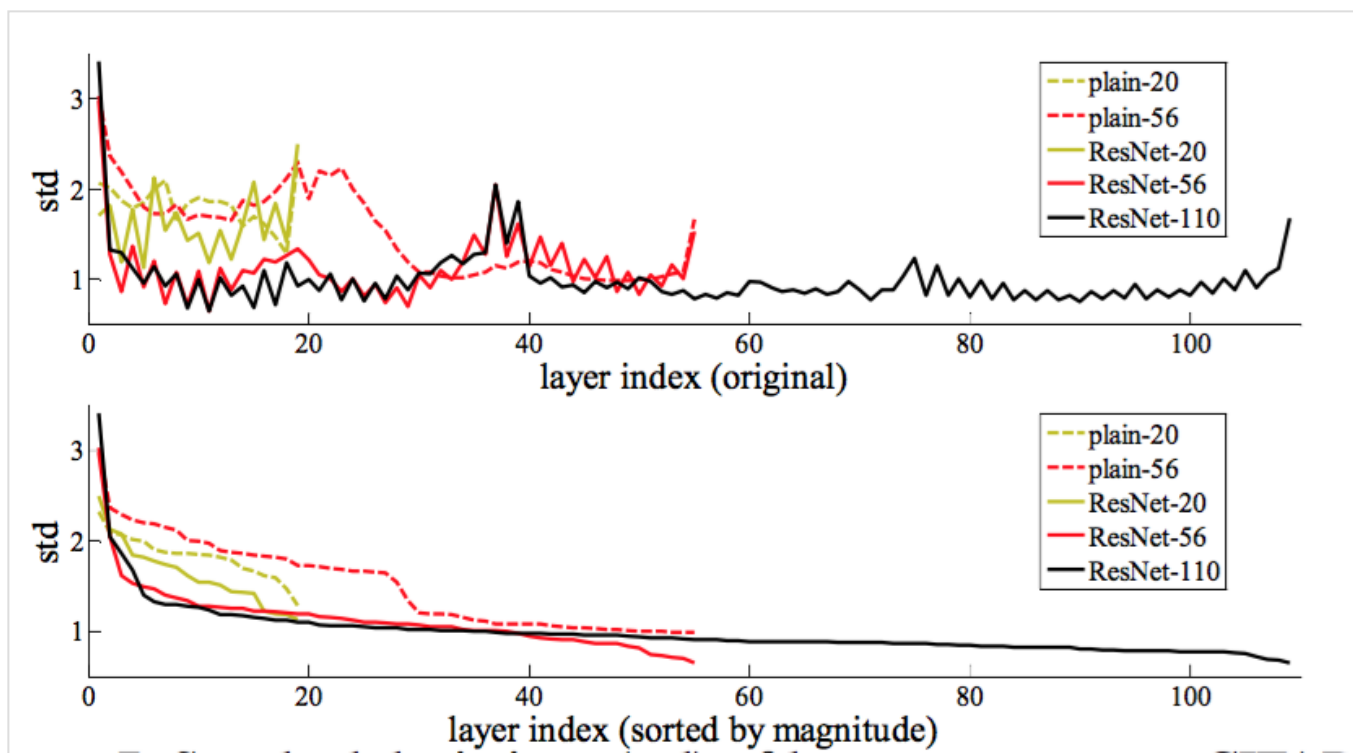 3
2
1
std
plain-20
plain-56
ResNet-20
ResNet-56
ResNet-110
0 20 40 60 80 100
layer index (original)
3
2
1
std
plain-20
plain-56
ResNet-20
ResNet-56
ResNet-110
0 20 40 60 80 100
layer index (sorted by magnitude)